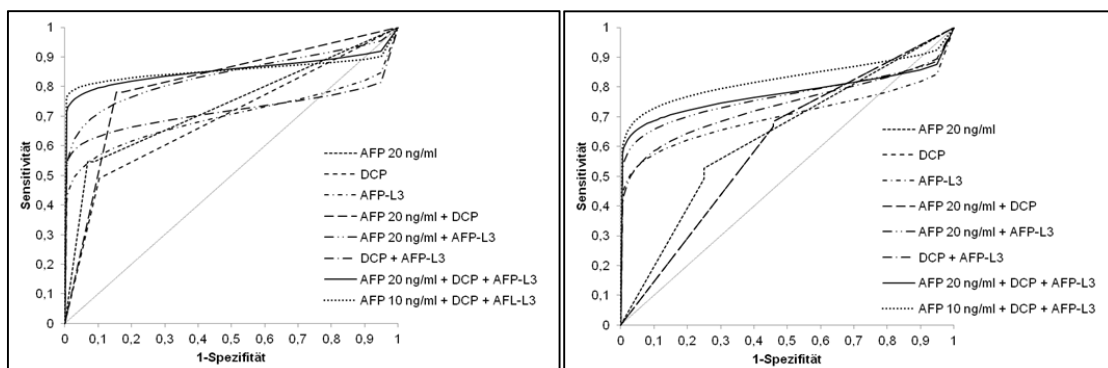 1
0,9
0,8
0,7
0,6
0,5
0,4
0,3
0,2
0,1
0
Sensitivität
0 0,1 0,2 0,3 0,4 0,5 0,6 0,7 0,8 0,9 1
1-Spezifität
AFP 20 ng/ml
DCP
AFP-L3
AFP 20 ng/ml + DCP
AFP 20 ng/ml + AFP-L3
DCP + AFP-L3
AFP 20 ng/ml + DCP + AFP-L3
AFP 10 ng/ml + DCP + AFL-L3
1
0,9
0,8
0,7
0,6
0,5
0,4
0,3
0,2
0,1
0
Sensitivität
0 0,1 0,2 0,3 0,4 0,5 0,6 0,7 0,8 0,9 1
1-Spezifität
AFP 20 ng/ml
DCP
AFP-L3
AFP 20 ng/ml + DCP
AFP 20 ng/ml + AFP-L3
DCP + AFP-L3
AFP 20 ng/ml + DCP + AFP-L3
AFP 10 ng/ml + DCP + AFP-L3